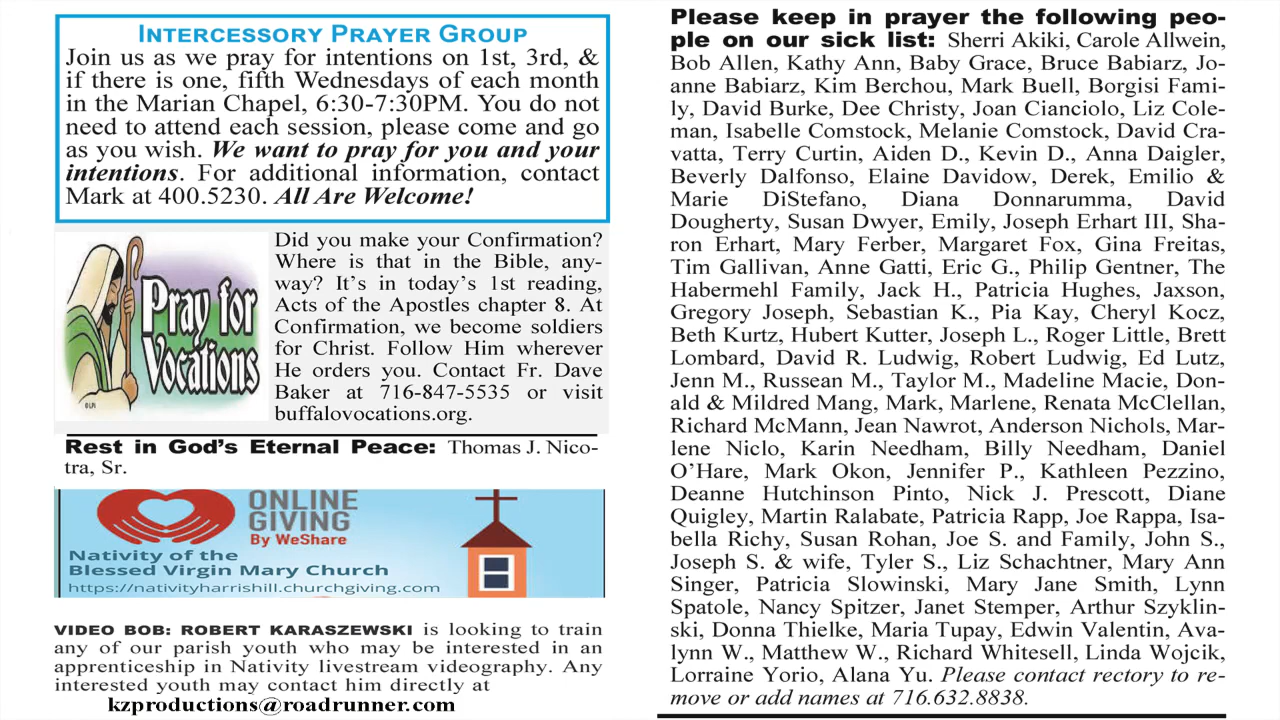 INTERCESSORY PRAYER GROUP
Join us as we pray for intentions on 1st, 3rd, &
if there is one, fifth Wednesdays of each month
in the Marian Chapel, 6:30-7:30PM. You do not
need to attend each session, please come and go
as you wish. We want to pray for you and your
intentions. For additional information, contact
Mark at 400.5230. All Are Welcome!
Pray for
Vocations
Did you make your Confirmation?
Where is that in the Bible, any-
way? It's in today's 1st reading,
Acts of the Apostles chapter 8. At
Confirmation, we become soldiers
for Christ. Follow Him wherever
He orders you. Contact Fr. Dave
Baker at 716-847-5535 or visit
buffalovocations.org.
Rest in God's Eternal Peace: Thomas J. Nico-
tra, Sr.
ONLINE
GIVING
By WeShare
Nativity of the
Blessed Virgin Mary Church
https://nativityharrishill.churchgiving.com
VIDEO BOB: ROBERT KARASZEWSKI is looking to train
any of our parish youth who may be interested in an
apprenticeship in Nativity livestream videography. Any
interested youth may contact him directly at
kzproductions@roadrunner.com
Please keep in prayer the following peo-
ple on our sick list: Sherri Akiki, Carole Allwein,
Bob Allen, Kathy Ann, Baby Grace, Bruce Babiarz, Jo-
anne Babiarz, Kim Berchou, Mark Buell, Borgisi Fami-
ly, David Burke, Dee Christy, Joan Cianciolo, Liz Cole-
man, Isabelle Comstock, Melanie Comstock, David Cra-
vatta, Terry Curtin, Aiden D., Kevin D., Anna Daigler,
Beverly Dalfonso, Elaine Davidow, Derek, Emilio &
Marie DiStefano, Diana Donnarumma, David
Dougherty, Susan Dwyer, Emily, Joseph Erhart III, Sha-
ron Erhart, Mary Ferber, Margaret Fox, Gina Freitas,
Tim Gallivan, Anne Gatti, Eric G., Philip Gentner, The
Habermehl Family, Jack H., Patricia Hughes, Jaxson,
Gregory Joseph, Sebastian K., Pia Kay, Cheryl Kocz,
Beth Kurtz, Hubert Kutter, Joseph L., Roger Little, Brett
Lombard, David R. Ludwig, Robert Ludwig, Ed Lutz,
Jenn M., Russean M., Taylor M., Madeline Macie, Don-
ald & Mildred Mang, Mark, Marlene, Renata McClellan,
Richard McMann, Jean Nawrot, Anderson Nichols, Mar-
lene Niclo, Karin Needham, Billy Needham, Daniel
O'Hare, Mark Okon, Jennifer P., Kathleen Pezzino,
Deanne Hutchinson Pinto, Nick J. Prescott, Diane
Quigley, Martin Ralabate, Patricia Rapp, Joe Rappa, Isa-
bella Richy, Susan Rohan, Joe S. and Family, John S.,
Joseph S. & wife, Tyler S., Liz Schachtner, Mary Ann
Singer, Patricia Slowinski, Mary Jane Smith, Lynn
Spatole, Nancy Spitzer, Janet Stemper, Arthur Szyklin-
ski, Donna Thielke, Maria Tupay, Edwin Valentin, Ava-
lynn W., Matthew W., Richard Whitesell, Linda Wojcik,
Lorraine Yorio, Alana Yu. Please contact rectory to re-
move or add names at 716.632.8838.